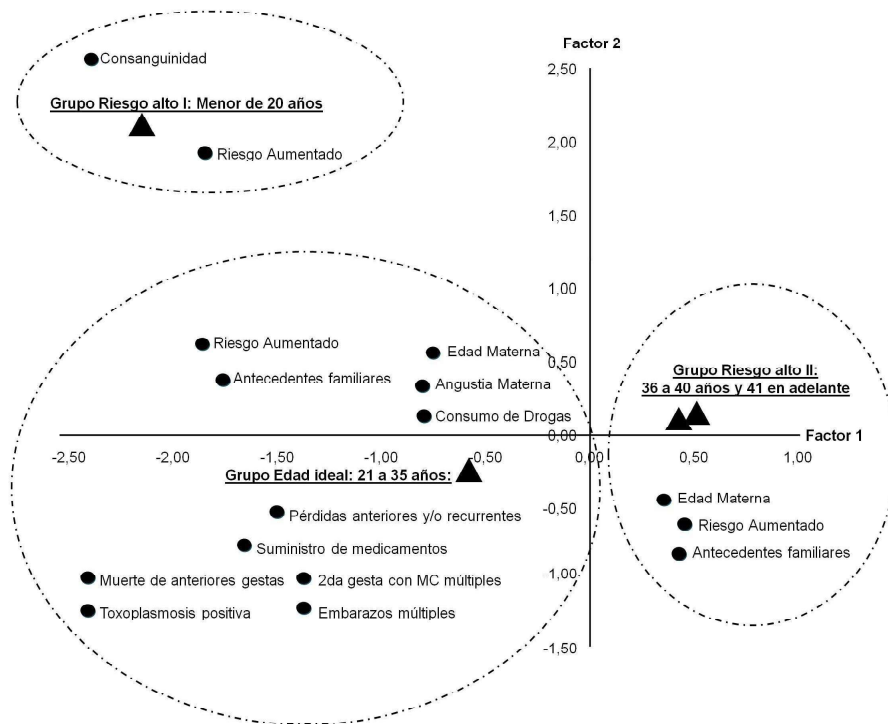 Factor 2
Consanguinidad
2,50
Grupo Riesgo alto I: Menor de 20 años
2,00
Riesgo Aumentado
1,50
1,00
Riesgo Aumentado
Edad Materna
0,50
Grupo Riesgo alto II:
36 a 40 años y 41 en adelante
Antecedentes familiares
Angustia Materna
Consumo de Drogas
0,00
Factor 1
-2,50 -2,00 -1,50 -1,00 -0,50 0,00 0,50 1,00
Grupo Edad ideal: 21 a 35 años:
-0,50
Edad Materna
Pérdidas anteriores y/o recurrentes
Riesgo Aumentado
Suministro de medicamentos
Antecedentes familiares
Muerte de anteriores gestas
2da gesta con MC múltiples
-1,00
Toxoplasmosis positiva
Embarazos múltiples
-1,50